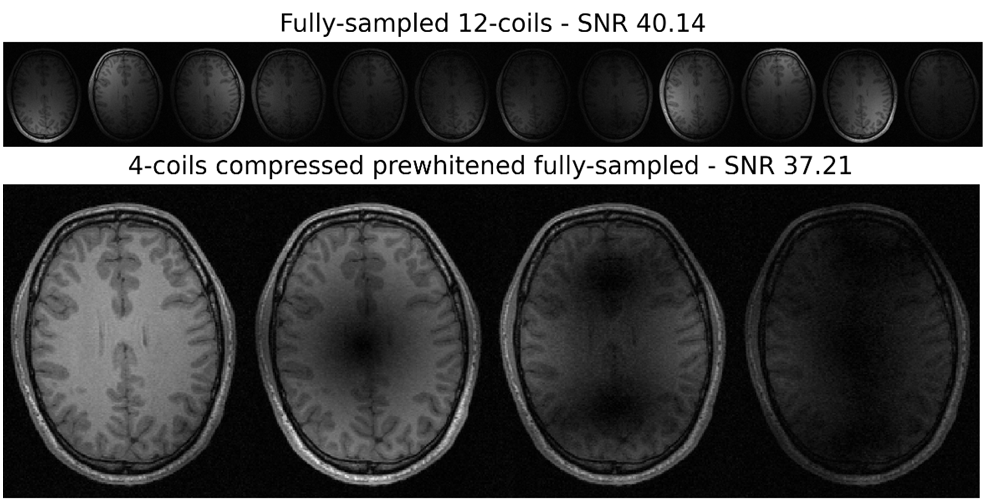 Fully-sampled 12-coils - SNR 40.14
4-coils compressed prewhitened fully-sampled - SNR 37.21